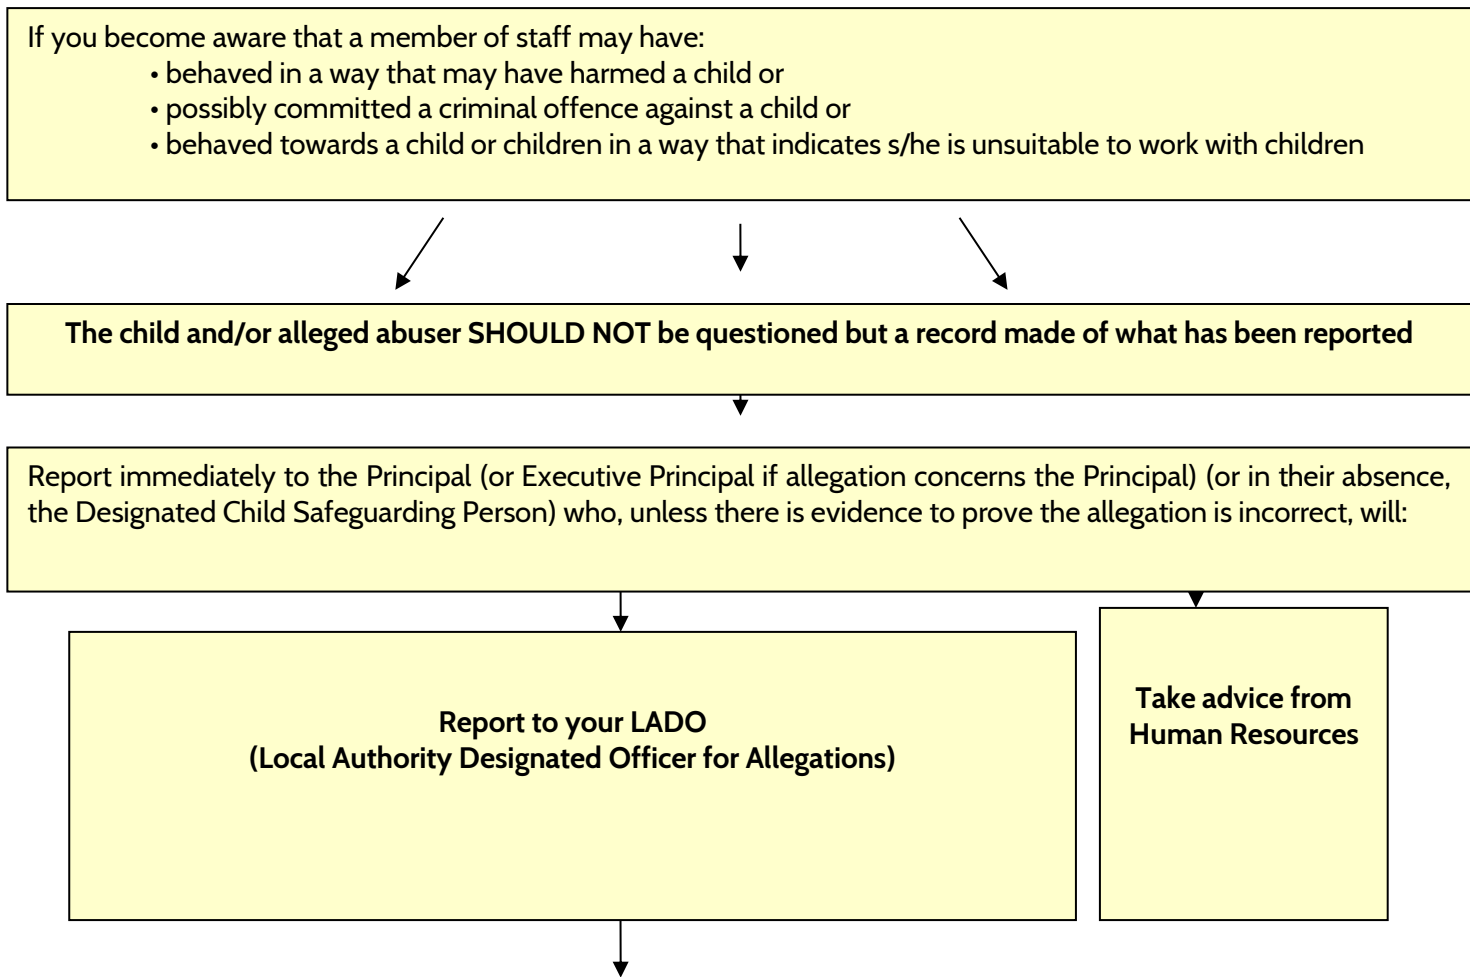 If you become aware that a member of staff may have:
• behaved in a way that may have harmed a child or
• possibly committed a criminal offence against a child or
• behaved towards a child or children in a way that indicates s/he is unsuitable to work with children
The child and/or alleged abuser SHOULD NOT be questioned but a record made of what has been reported
Report immediately to the Principal (or Executive Principal if allegation concerns the Principal) (or in their absence,
the Designated Child Safeguarding Person) who, unless there is evidence to prove the allegation is incorrect, will:
Report to your LADO
(Local Authority Designated Officer for Allegations)
Take advice from
Human Resources